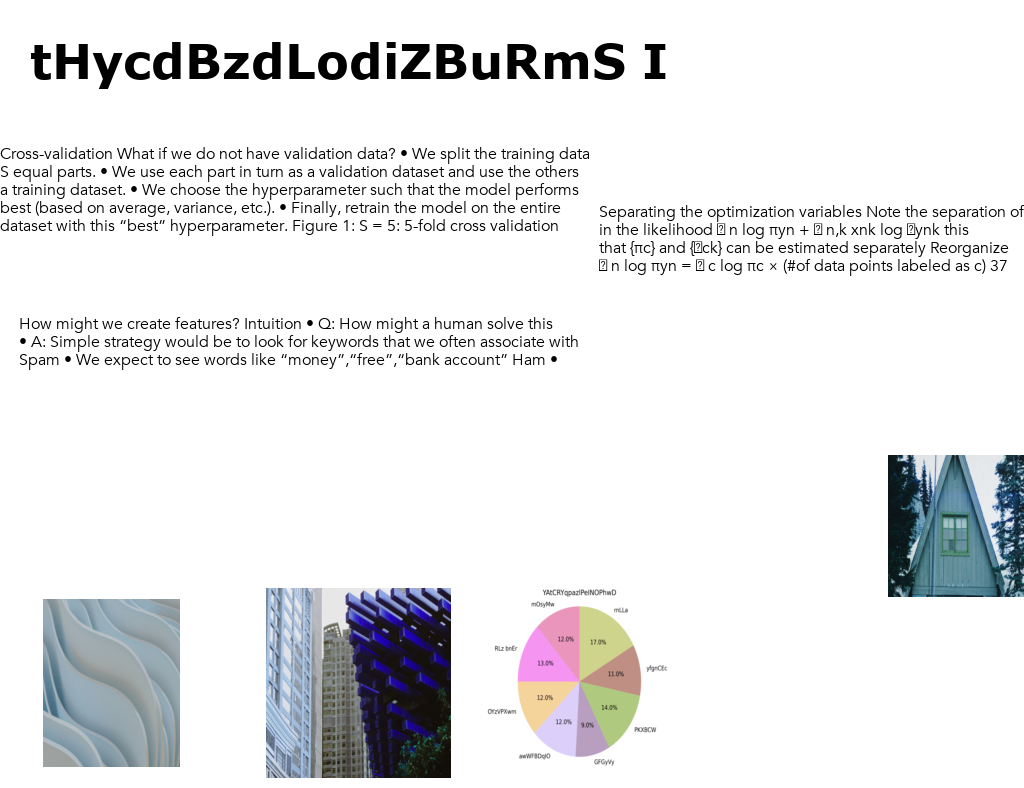 tHycdBzdLodiZBuRmS I
Cross-validation What if we do not have validation data? • We split the training data
S equal parts. • We use each part in turn as a validation dataset and use the others
a training dataset. • We choose the hyperparameter such that the model performs
best (based on average, variance, etc.). • Finally, retrain the model on the entire
dataset with this “best” hyperparameter. Figure 1: S = 5: 5-fold cross validation
Separating the optimization variables Note the separation of
in the likelihood n log πyn + n,k xnk log ynk this
that {πc} and {ck} can be estimated separately Reorganize
n log πyn = c log πc × (#of data points labeled as c) 37
How might we create features? Intuition • Q: How might a human solve this
• A: Simple strategy would be to look for keywords that we often associate with
Spam • We expect to see words like “money”,“free”,“bank account” Ham •
YAtCRYqpazlPeINOPhwD
mOsyMw
mLLa
12.0%
17.0%
RLz bnEr
13.0%
11.0%
yfgnCEc
12.0%
14.0%
OYzVPXwm
12.0%
9.0%
PKXBCW
awWFBDqIO
GFGyVy